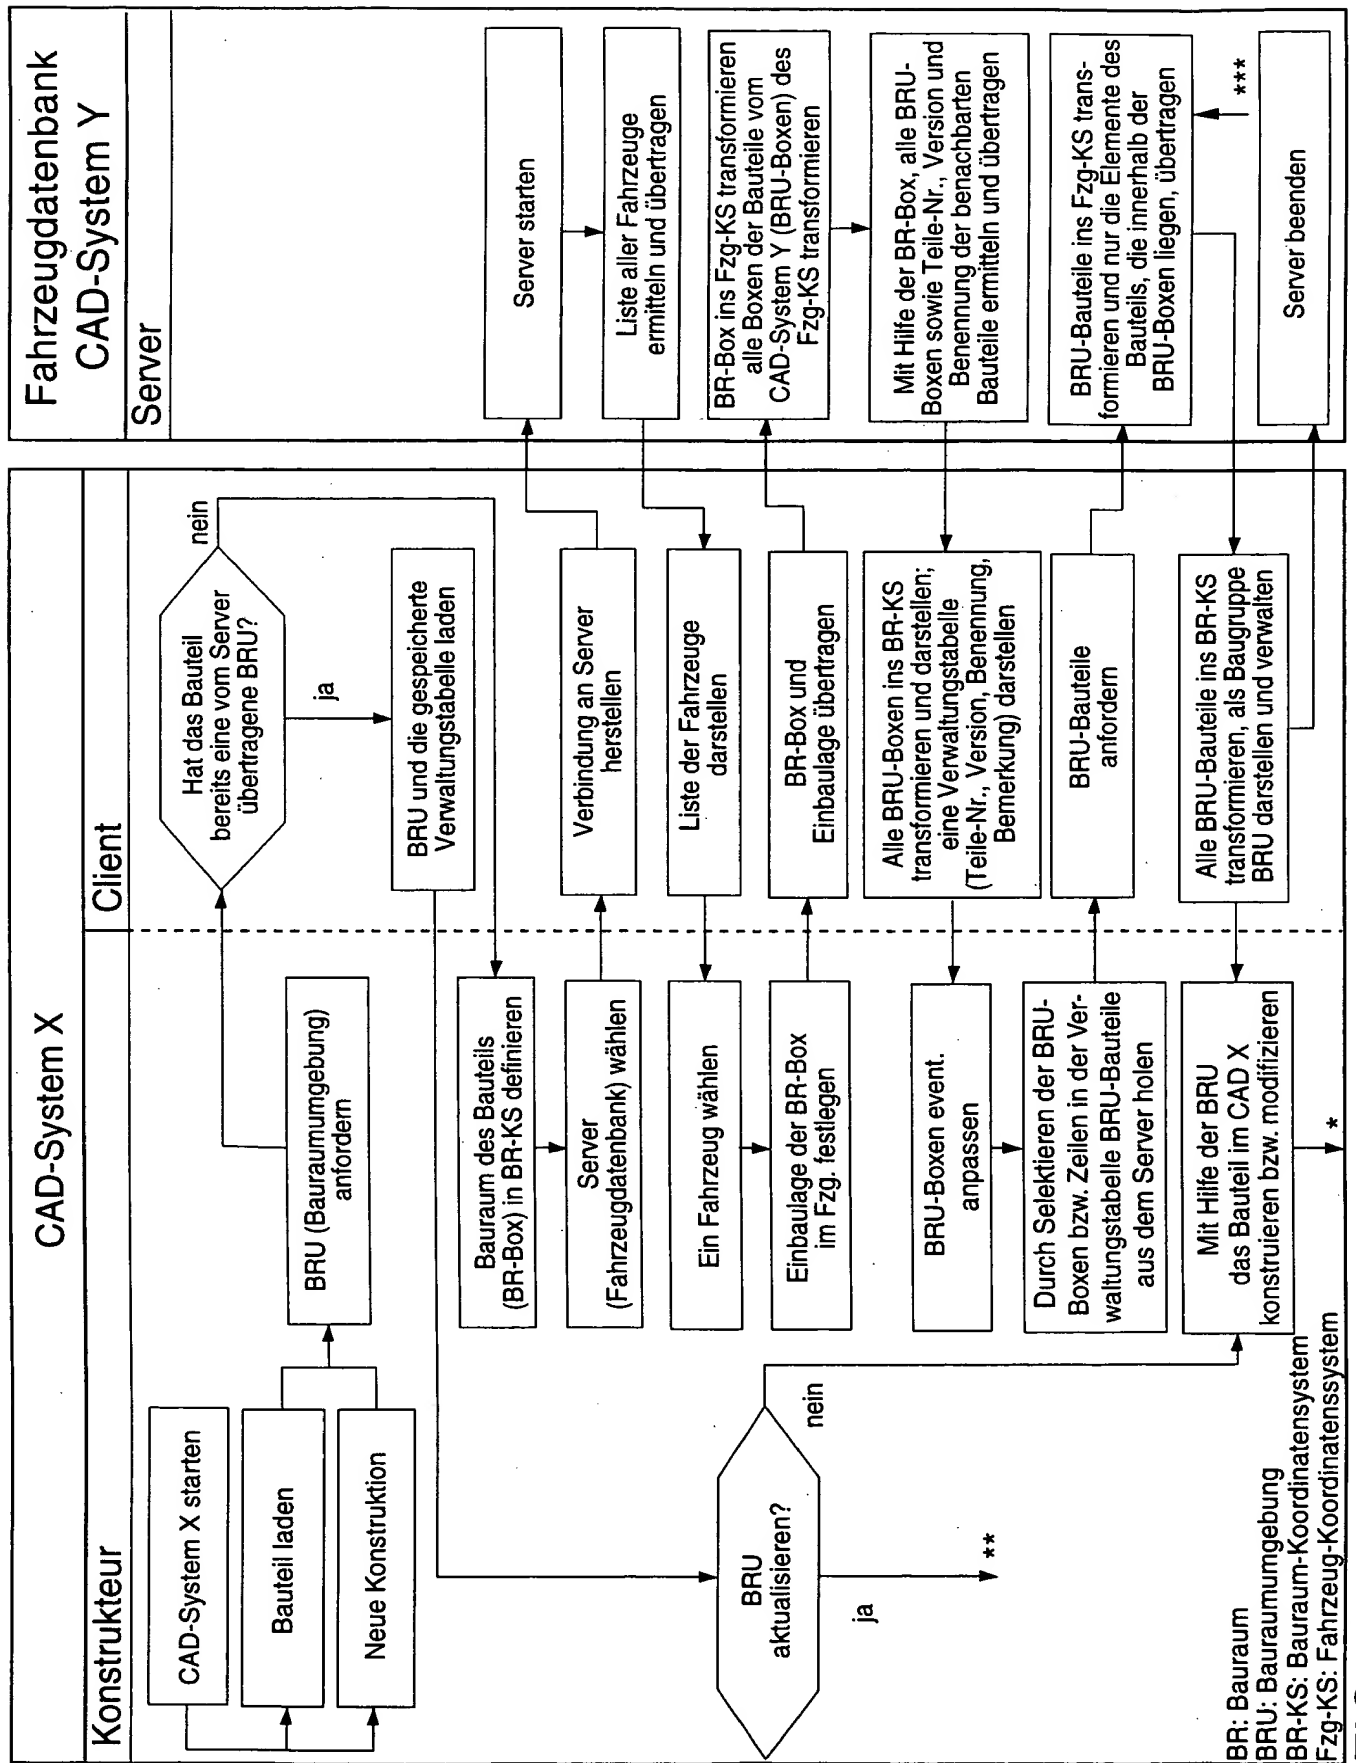 CAD-System X
Konstrukteur
Client
Fahrzeugdatenbank
CAD-System Y
Server
CAD-System X starten
Bauteil laden
Neue Konstruktion
BRU (Bauraumumgebung)
anfordern
Hat das Bauteil
bereits eine vom Server
übertragene BRU?
nein
ja
BRU und die gespeicherte
Verwaltungstabelle laden
Bauraum des Bauteils
(BR-Box) in BR-KS definieren
Server
(Fahrzeugdatenbank) wählen
Verbindung an Server
herstellen
Server starten
Liste aller Fahrzeuge
ermitteln und übertragen
Liste der Fahrzeuge
darstellen
Ein Fahrzeug wählen
Einbaulage der BR-Box
im Fzg. festlegen
BR-Box und
Einbaulage übertragen
BR-Box ins Fzg-KS transformieren
alle Boxen der Bauteile vom
CAD-System Y (BRU-Boxen) des
Fzg-KS transformieren
Mit Hilfe der BR-Box, alle BRU-
Boxen sowie Teile-Nr., Version und
Benennung der benachbarten
Bauteile ermitteln und übertragen
Alle BRU-Boxen ins BR-KS
transformieren und darstellen;
eine Verwaltungstabelle
(Teile-Nr., Version, Benennung,
Bemerkung) darstellen
BRU-Boxen event.
anpassen
Durch Selektieren der BRU-
Boxen bzw. Zeilen in der Ver-
waltungstabelle BRU-Bauteile
aus dem Server holen
BRU-Bauteile
anfordern
BRU-Bauteile ins Fzg-KS trans-
formieren und nur die Elemente des
Bauteils, die innerhalb der
BRU-Boxen liegen, übertragen
***
Alle BRU-Bauteile ins BR-KS
transformieren, als Baugruppe
BRU darstellen und verwalten
Server beenden
BRU
aktualisieren?
nein
ja
**
Mit Hilfe der BRU
das Bauteil im CAD X
konstruieren bzw. modifizieren
*
BR: Bauraum
BRU: Bauraumumgebung
BR-KS: Bauraum-Koordinatensystem
Fzg-KS: Fahrzeug-Koordinatenssystem